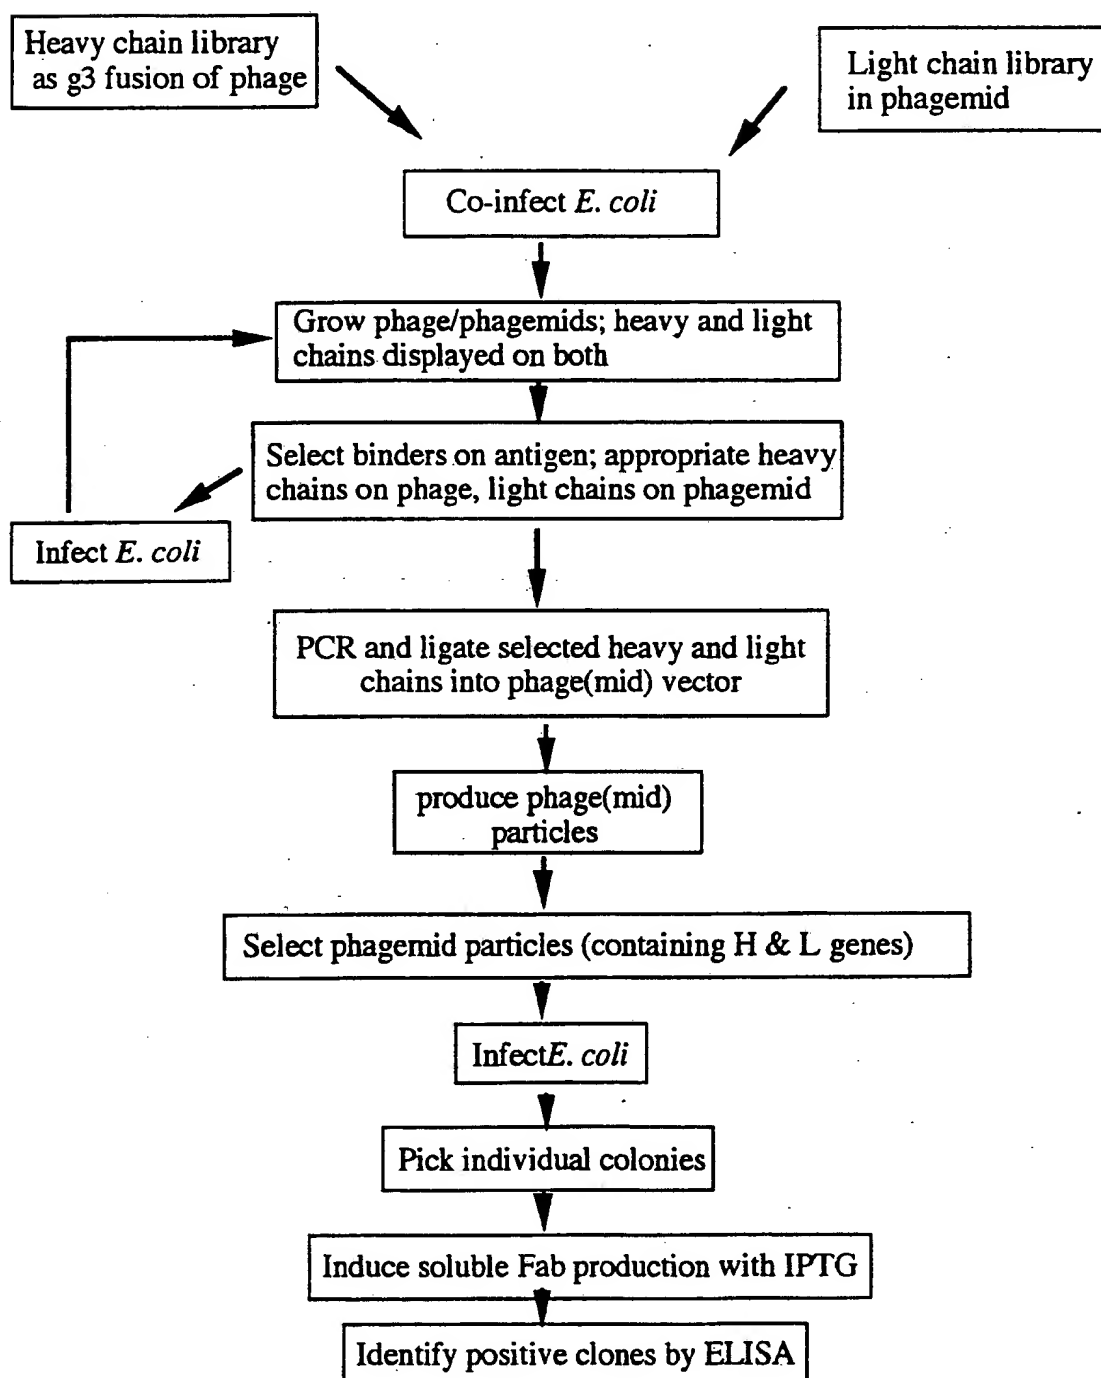 Heavy chain library
as g3 fusion of phage
Light chain library
in phagemid
Co-infect E. coli
Grow phage/phagemids; heavy and light
chains displayed on both
Select binders on antigen; appropriate heavy
chains on phage, light chains on phagemid
Infect E. coli
PCR and ligate selected heavy and light
chains into phage(mid) vector
produce phage(mid)
particles
Select phagemid particles (containing H & L genes)
InfectE. coli
Pick individual colonies
Induce soluble Fab production with IPTG
Identify positive clones by ELISA